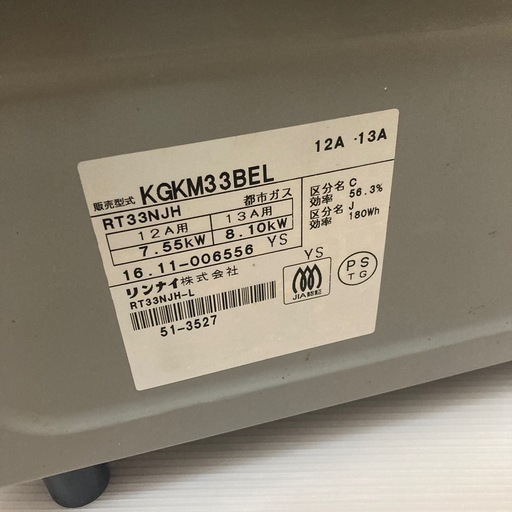 12A ·13A
販売型式 KGKM33BEL
RT33NJH 都市ガス
12A用 13A用
7.55kW 8.10kW
区分名 C
効率 56.3%
区分名 J
効率 180Wh
16.11-006556 YS
リンナイ株式会社 YS
RT33NJH-L
51-3527
JIA認証
PS
TG